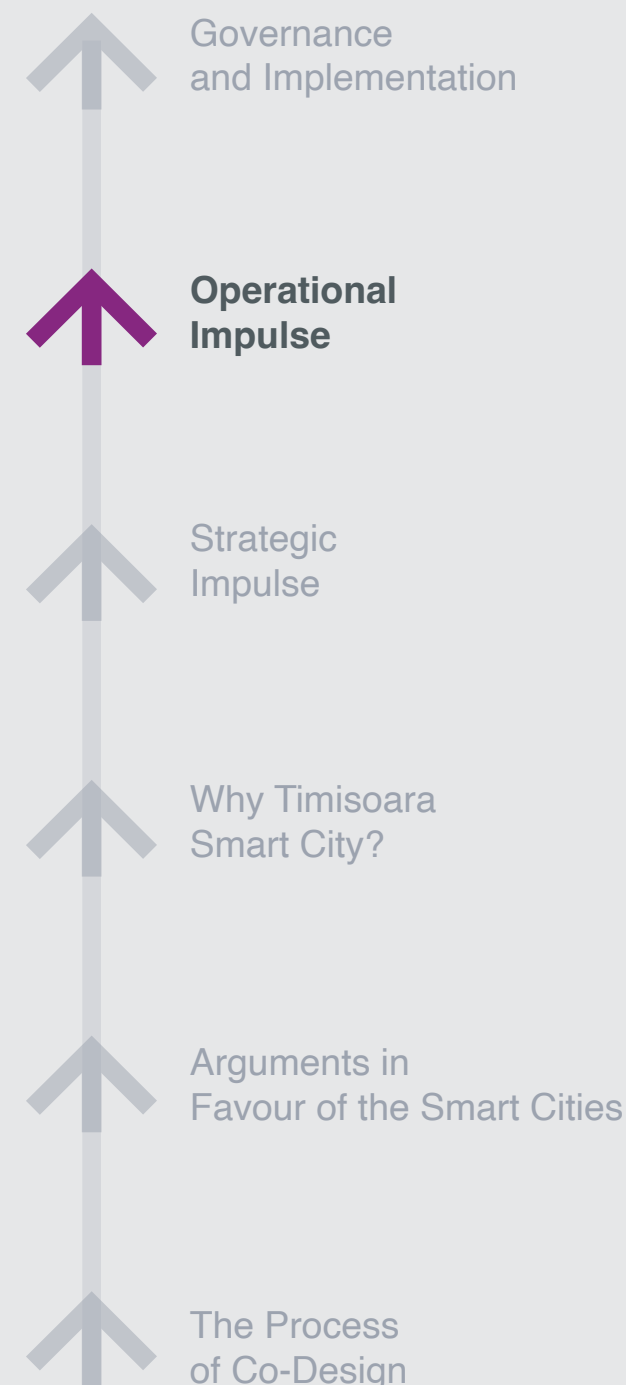 Governance
and Implementation
Operational
Impulse
Strategic
Impulse
Why Timisoara
Smart City?
Arguments in
Favour of the Smart Cities
The Process
of Co-Design